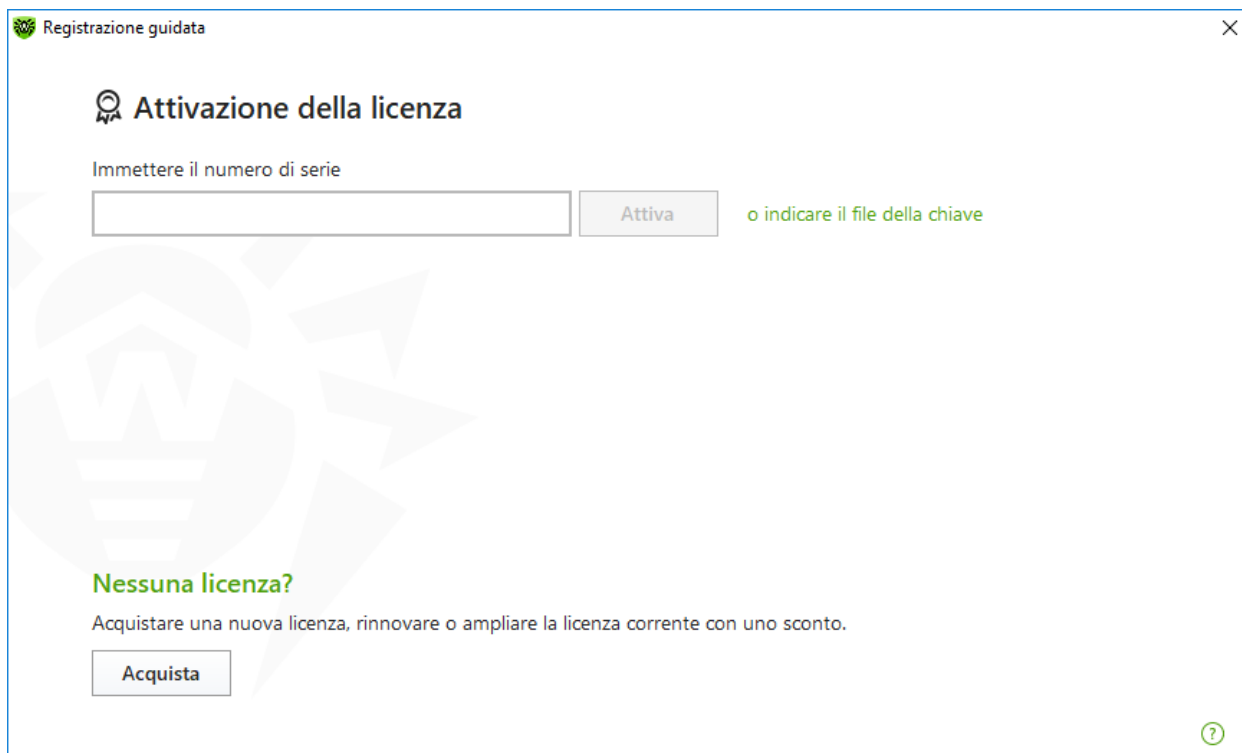 Registrazione guidata
Attivazione della licenza
Immettere il numero di serie
Attiva o indicare il file della chiave
Nessuna licenza?
Acquistare una nuova licenza, rinnovare o ampliare la licenza corrente con uno sconto.
Acquista
?